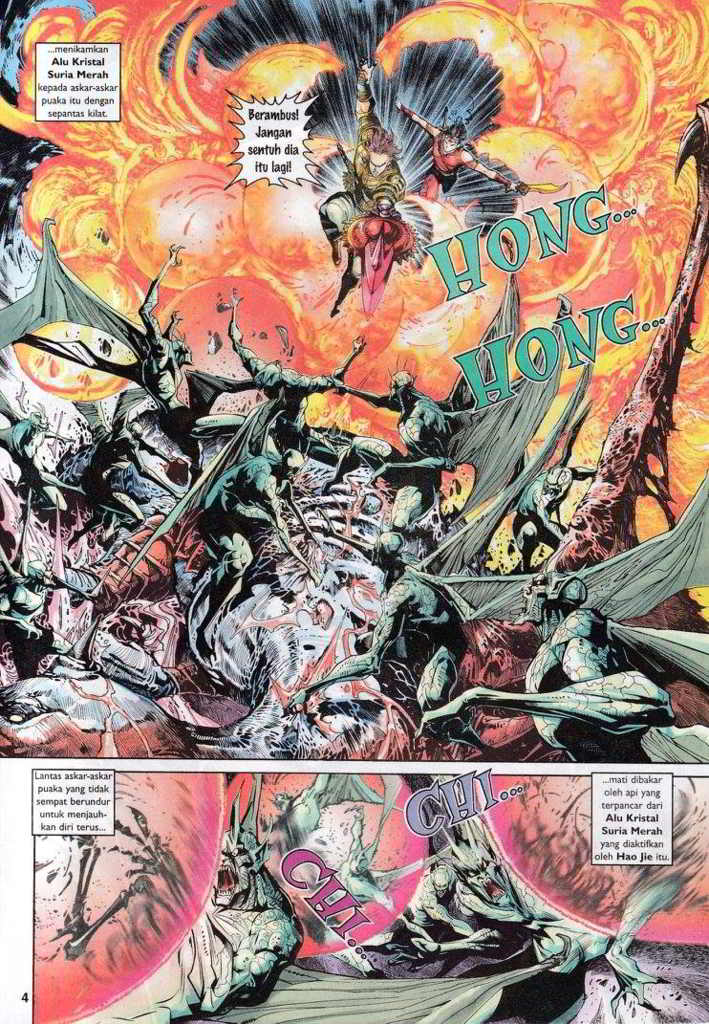 ...menikamkan
Alu Kristal
Suria Merah
kepada askar-askar
puaka itu dengan
sepantas kilat.
Berambus!
Jangan
sentuh dia
itu lagi!
HONG...
HONG...
Lantas askar-askar
puaka yang tidak
sempat berundur
untuk menjauh-
kan diri terus...
CHI...
CHI...
...mati dibakar
oleh api yang
terpancar dari
Alu Kristal
Suria Merah
yang diaktifkan
oleh Hao Jie itu.
4